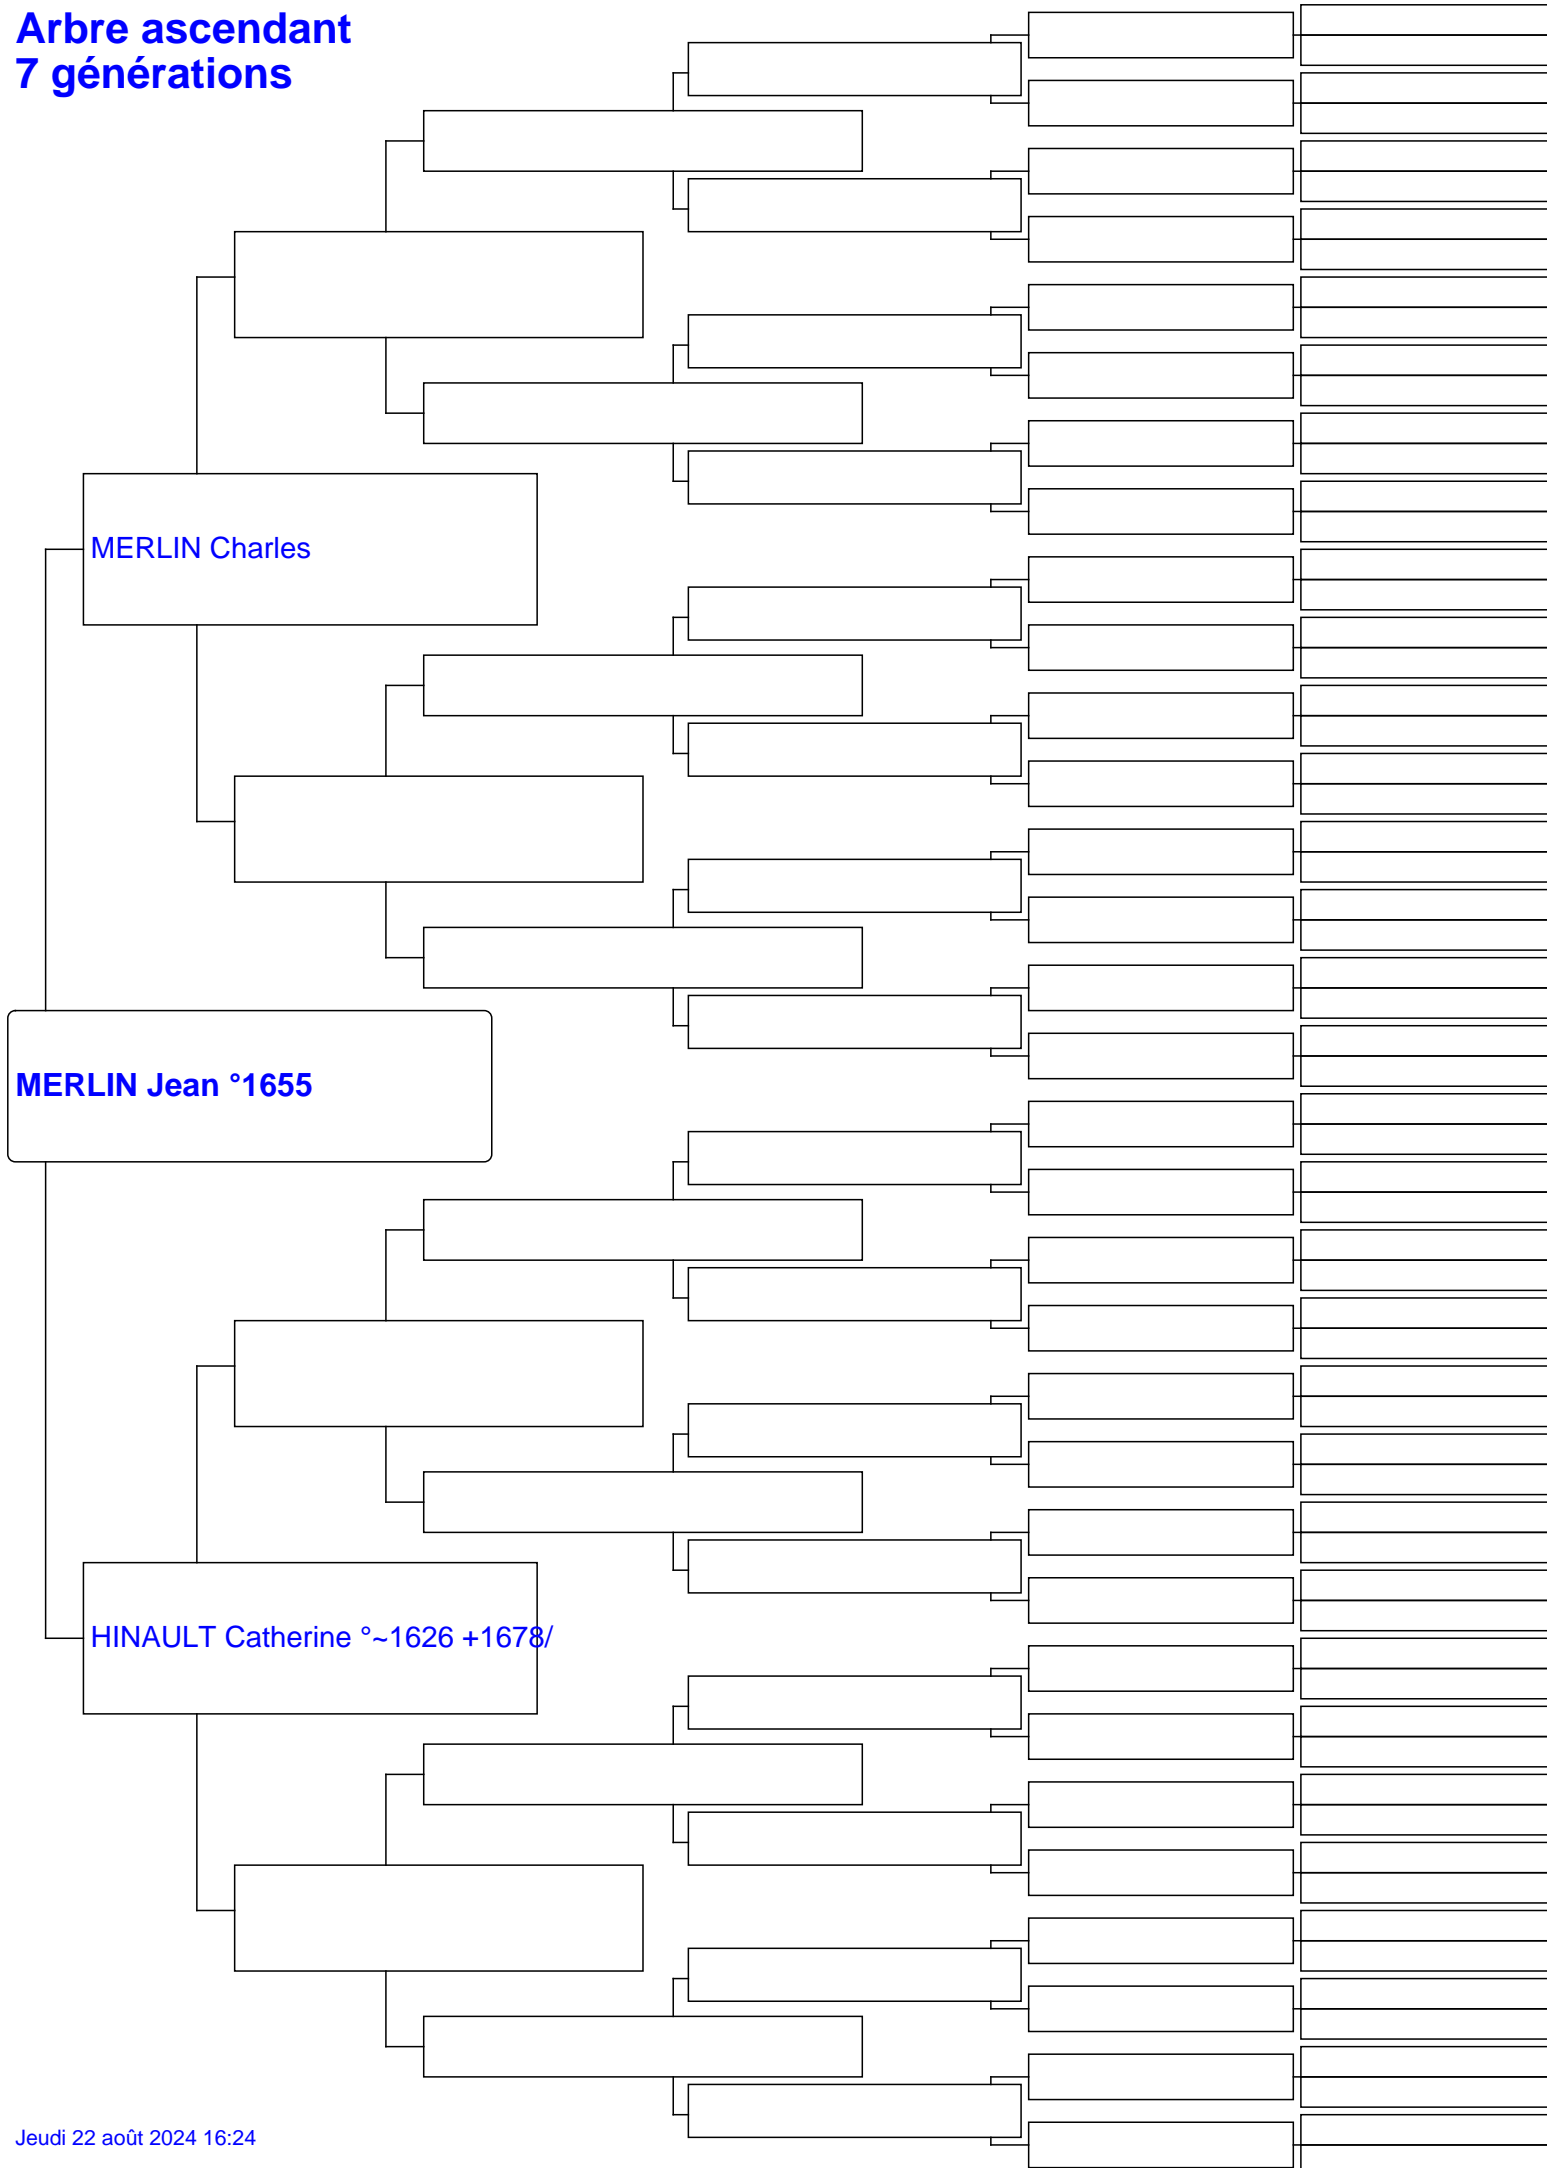 Arbre ascendant
7 générations
MERLIN Charles
MERLIN Jean °1655
HINAULT Catherine °~1626 +1678/
Jeudi 22 août 2024 16:24